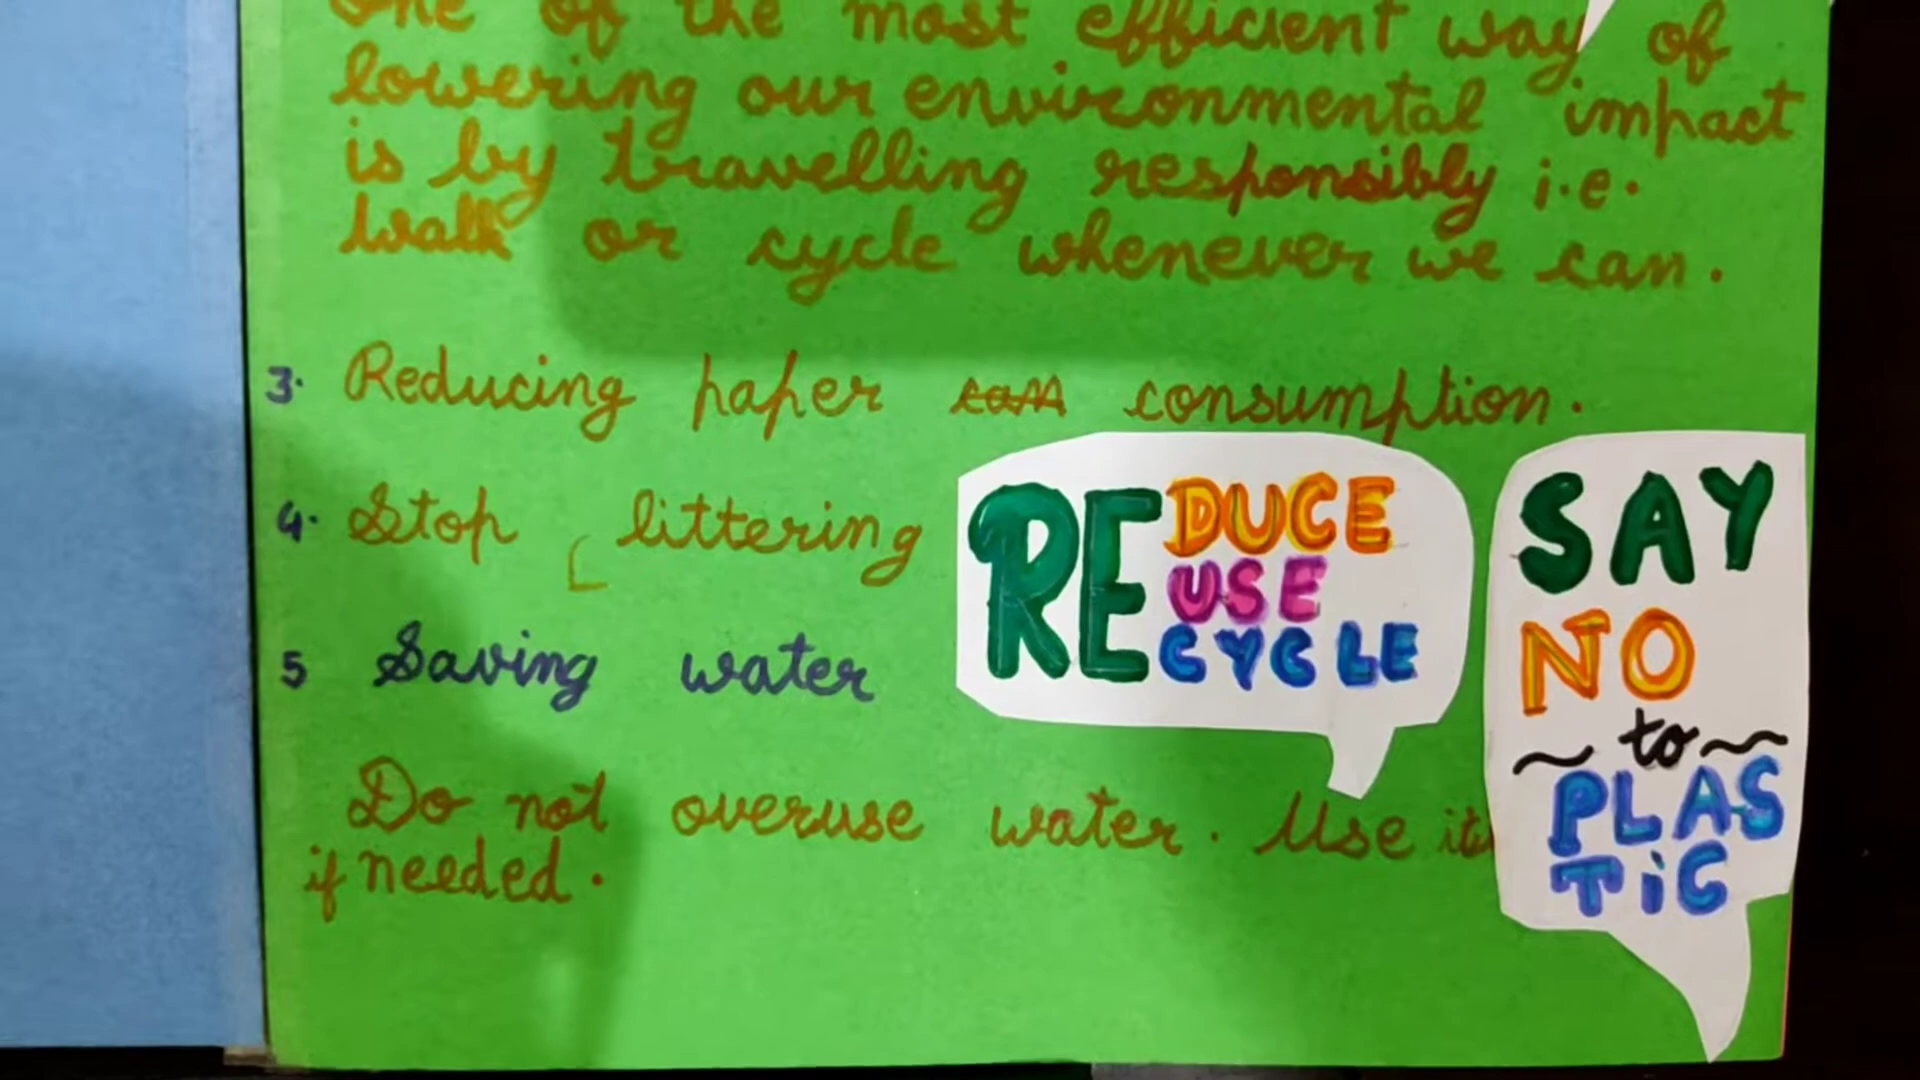 one of the most efficient way of
lowering our environmental impact
is by travelling responsibly i.e.
walk or cycle whenever we can.
3. Reducing paper consumption.
4. Stop littering
5 Saving water
Do not overuse water. Use it
if needed.
REDUCE
USE
CYCLE
SAY
NO
to
PLAS
TiC